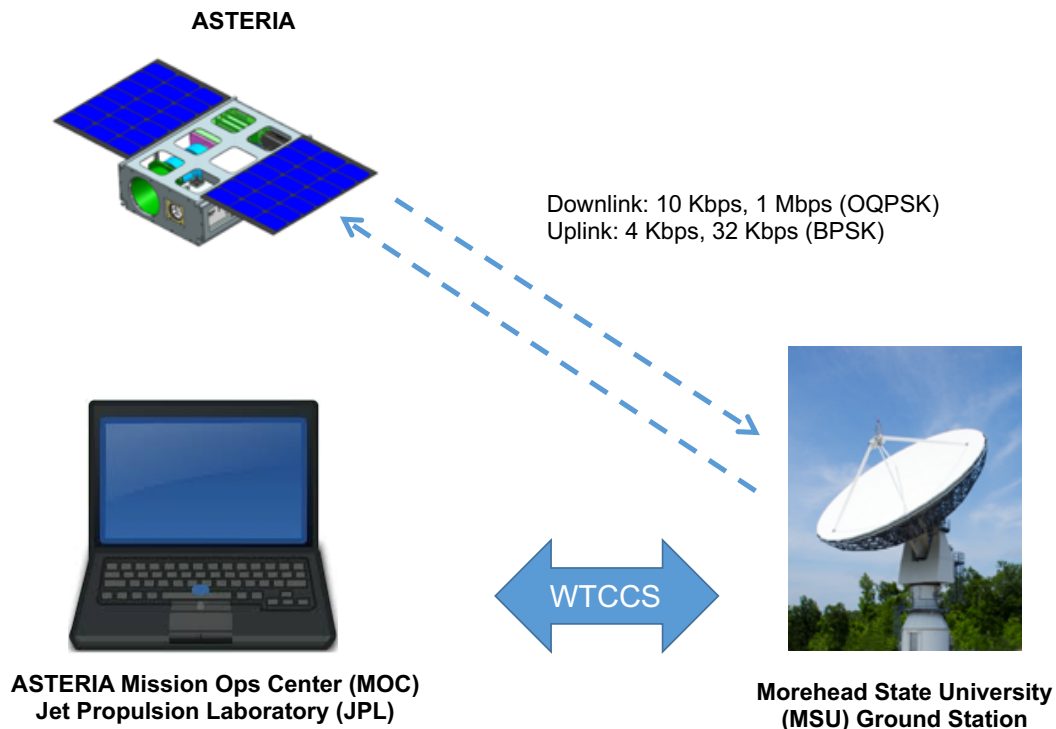 ASTERIA
Downlink: 10 Kbps, 1 Mbps (OQPSK)
Uplink: 4 Kbps, 32 Kbps (BPSK)
WTCCS
ASTERIA Mission Ops Center (MOC)
Jet Propulsion Laboratory (JPL)
Morehead State University
(MSU) Ground Station